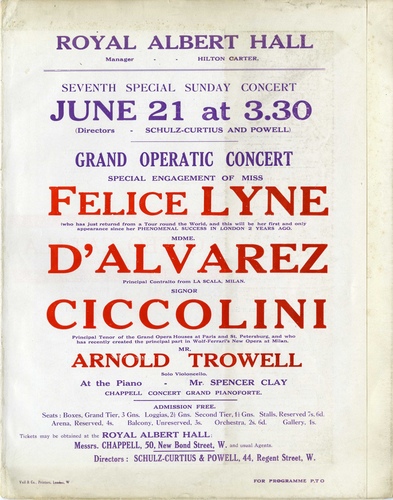 ROYAL ALBERT HALL
Manager - - HILTON CARTER.
SEVENTH SPECIAL SUNDAY CONCERT
JUNE 21 at 3.30
(Directors - SCHULZ-CURTIUS AND POWELL)
GRAND OPERATIC CONCERT
SPECIAL ENGAGEMENT OF MISS
FELICE LYNE
(who has just returned from a Tour round the World, and this will be her first and only
appearance since her PHENOMENAL SUCCESS IN LONDON 2 YEARS AGO.
MDME.
D'ALVAREZ
Principal Contralto from LA SCALA, MILAN.
SIGNOR
CICCOLINI
Principal Tenor of the Grand Opera Houses at Paris and St. Petersburg, and who
has recently created the principal part in Wolf-Ferrari's New Opera of Milan.
MR.
ARNOLD TROWELL
Solo Violoncello.
At the Piano - Mr. SPENCER CLAY
CHAPPELL CONCERT GRAND PIANOFORTE.
ADMISSION FREE.
Seats: Boxes, Grand Tier, 3 Gns. Loggias, 2½ Gns. Second Tier, 1½ Gns. Stalls, Reserved 7s. 6d.
Arena, Reserved, 4s. Balcony, Unreserved, 3s. Orchestra, 2s. 6d. Gallery, 1s.
Tickets may be obtained at the ROYAL ALBERT HALL
Messrs. CHAPPELL, 50, New Bond Street, W. and usual Agents.
Directors: SCHULZ-CURTIUS & POWELL, 44, Regent Street, W.
& Co. Printers, London, W
FOR PROGRAMME P.T.O